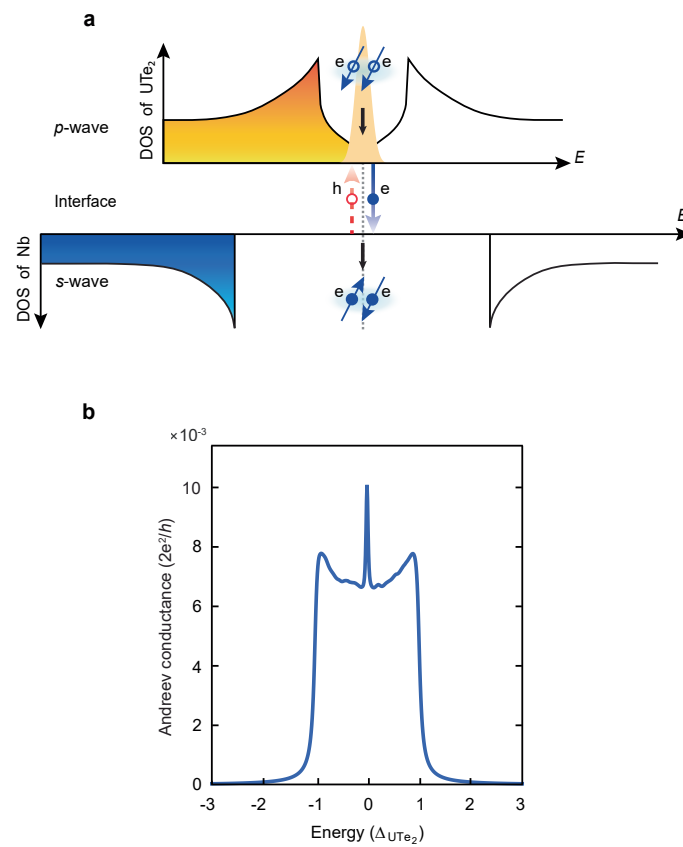 a
DOS of UTe₂
p-wave
e e
E
h e
Interface
E
DOS of Nb
s-wave
e e
b
×10⁻³
Andreev conductance (2e²/h)
10
8
6
4
2
0
-3 -2 -1 0 1 2 3
Energy (Δ_UTe₂)